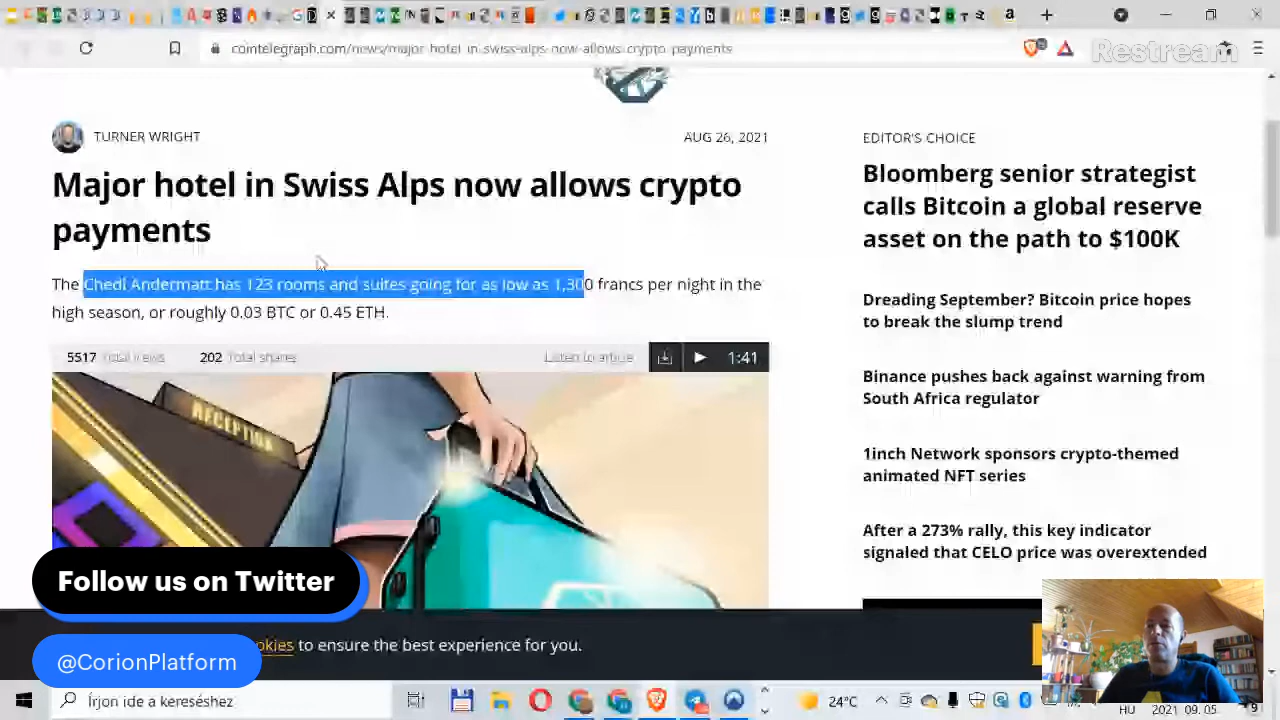 cointelegraph.com/news/major-hotel-in-swiss-alps-now-allows-crypto-payments
Restream
TURNER WRIGHT
AUG 26, 2021
Major hotel in Swiss Alps now allows crypto
payments
The Chedi Andermatt has 123 rooms and suites going for as low as 1,300 francs per night in the
high season, or roughly 0.03 BTC or 0.45 ETH.
5517 Total views
202 Total shares
Listen to article
1:41
RECEPTION
EDITOR'S CHOICE
Bloomberg senior strategist
calls Bitcoin a global reserve
asset on the path to $100K
Dreading September? Bitcoin price hopes
to break the slump trend
Binance pushes back against warning from
South Africa regulator
1inch Network sponsors crypto-themed
animated NFT series
After a 273% rally, this key indicator
signaled that CELO price was overextended
Follow us on Twitter
@CorionPlatform
okies to ensure the best experience for you.
Írjon ide a kereséshez
24°C
HU
2021. 09. 05.